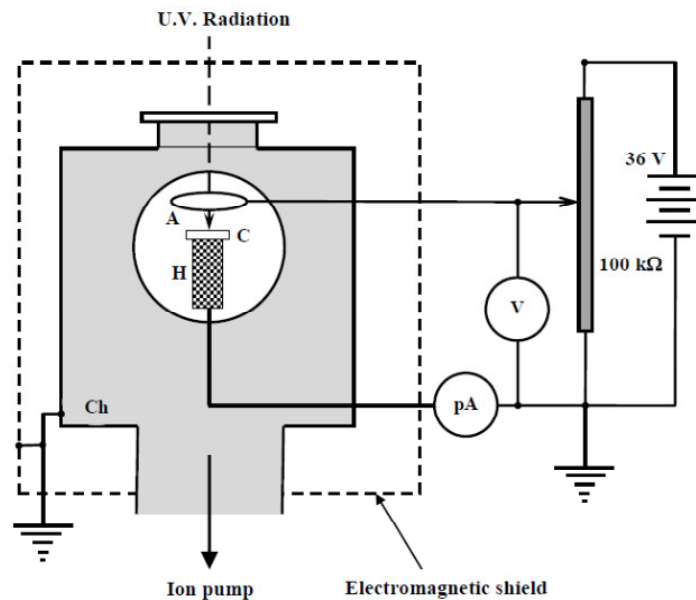 U.V. Radiation
36 V
A
C
H
100 kΩ
V
Ch
pA
Ion pump
Electromagnetic shield